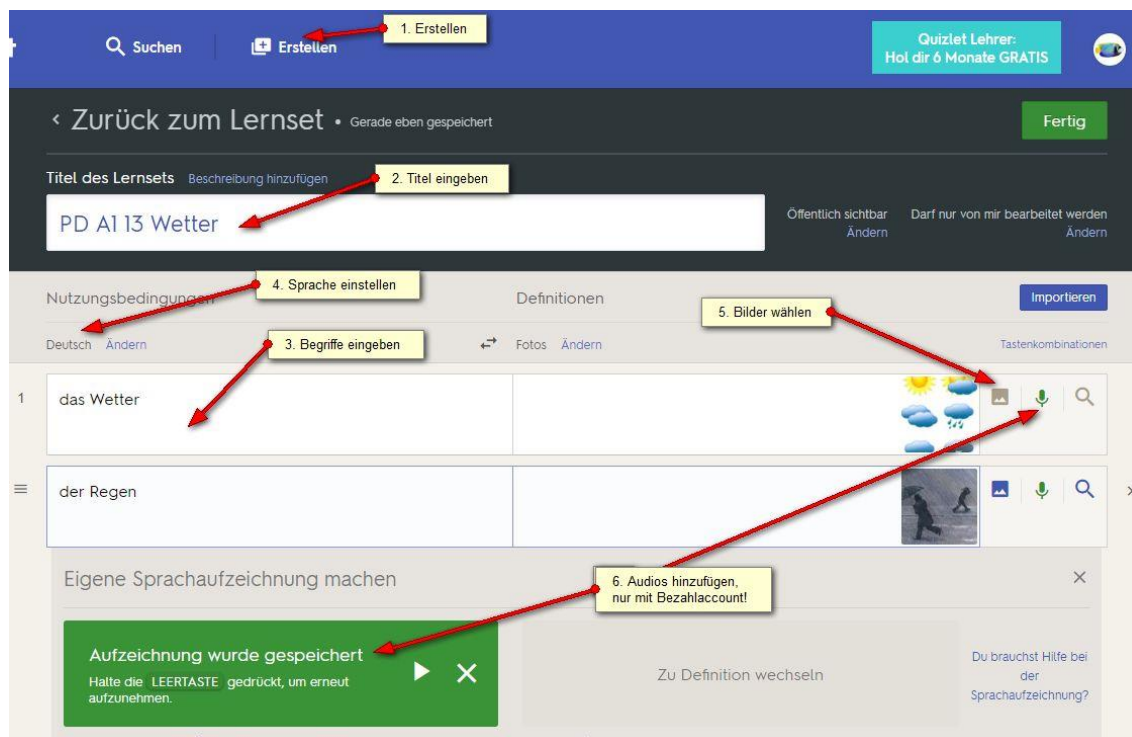 Suchen
Erstellen
1. Erstellen
Quizlet Lehrer:
Hol dir 6 Monate GRATIS
Zurück zum Lernset • Gerade eben gespeichert
Fertig
Titel des Lernsets Beschreibung hinzufügen
2. Titel eingeben
PD A1 13 Wetter
Öffentlich sichtbar
Ändern
Darf nur von mir bearbeitet werden
Ändern
4. Sprache einstellen
Nutzungsbedingungen
Definitionen
5. Bilder wählen
Importieren
Deutsch Ändern
3. Begriffe eingeben
Fotos Ändern
Tastenkombinationen
1
das Wetter
der Regen
Eigene Sprachaufzeichnung machen
6. Audios hinzufügen,
nur mit Bezahlaccount!
Aufzeichnung wurde gespeichert
Halte die LEERTASTE gedrückt, um erneut
aufzunehmen.
Zu Definition wechseln
Du brauchst Hilfe bei
der
Sprachaufzeichnung?